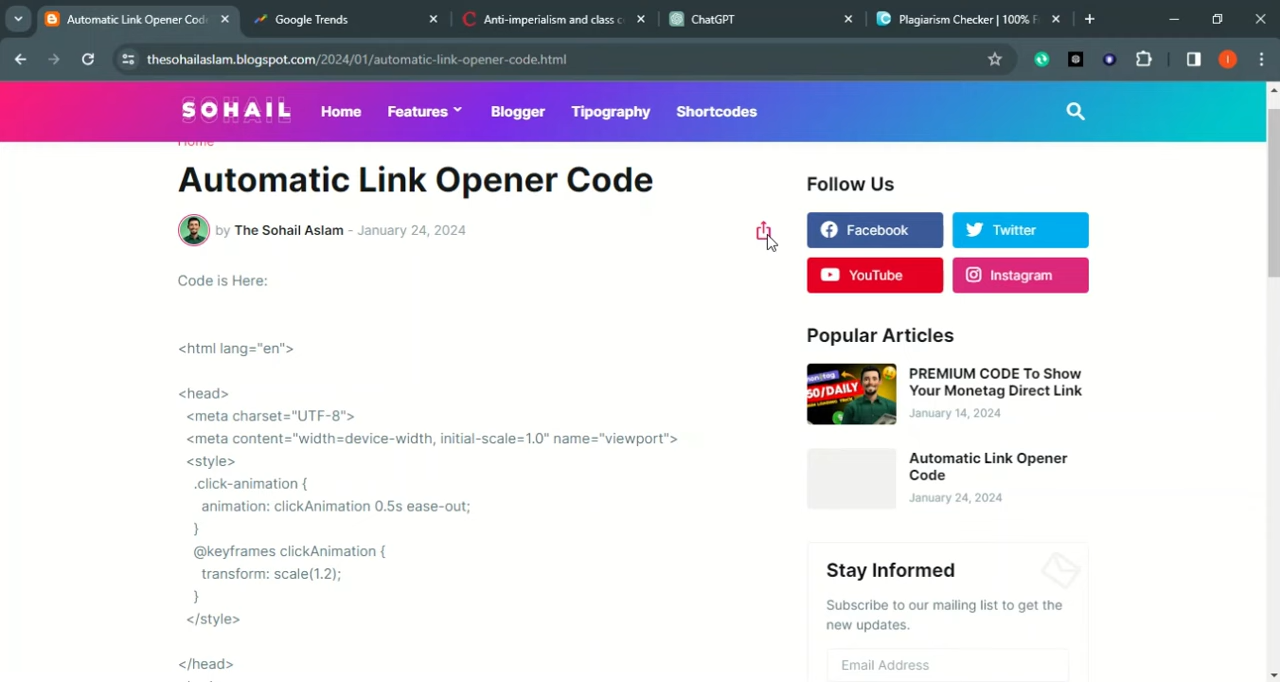 Automatic Link Opener Code
Google Trends
Anti-imperialism and class c
ChatGPT
Plagiarism Checker | 100% F
thesohailaslam.blogspot.com/2024/01/automatic-link-opener-code.html
SOHAIL
Home
Features
Blogger
Tipography
Shortcodes
Home
Automatic Link Opener Code
by The Sohail Aslam - January 24, 2024
Code is Here:
<html lang="en">
<head>
<meta charset="UTF-8">
<meta content="width=device-width, initial-scale=1.0" name="viewport">
<style>
.click-animation {
animation: clickAnimation 0.5s ease-out;
}
@keyframes clickAnimation {
transform: scale(1.2);
}
</style>
</head>
Follow Us
Facebook
Twitter
YouTube
Instagram
Popular Articles
PREMIUM CODE To Show
Your Monetag Direct Link
January 14, 2024
Automatic Link Opener
Code
January 24, 2024
Stay Informed
Subscribe to our mailing list to get the
new updates.
Email Address